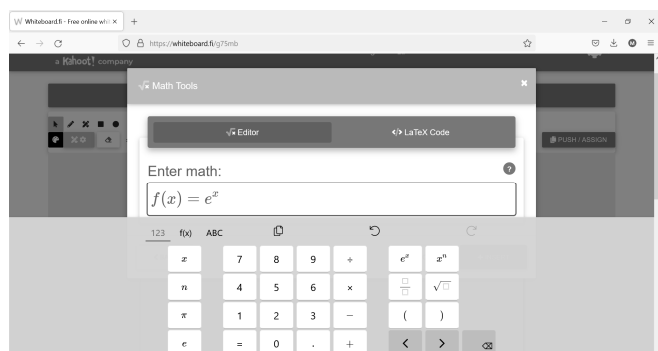 Whiteboard.fi - Free online whit
https://whiteboard.fi/g75mb
a Kahoot! company
√x Math Tools
√x Editor
</> LaTeX Code
PUSH / ASSIGN
Enter math:
f(x) = e^x
123 f(x) ABC
x 7 8 9 ÷ e^x x^n
n 4 5 6 × □/□ √□
π 1 2 3 − ( )
e = 0 . + < >